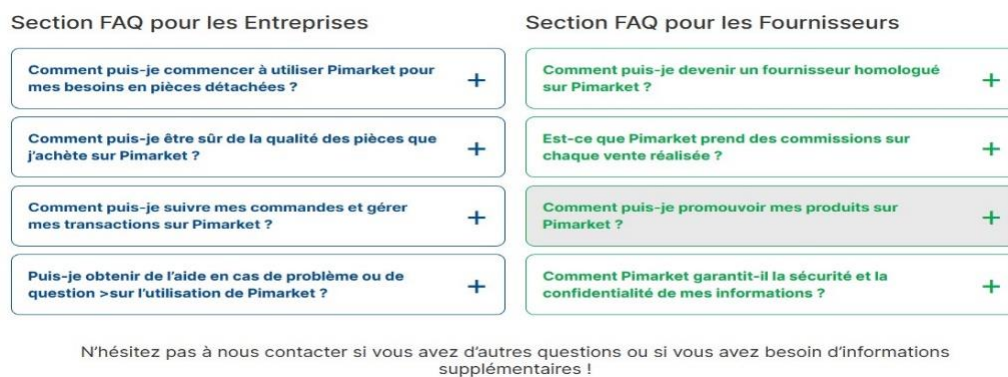 Section FAQ pour les Entreprises
Comment puis-je commencer à utiliser Pimarket pour
mes besoins en pièces détachées ?
Comment puis-je être sûr de la qualité des pièces que
j'achète sur Pimarket ?
Comment puis-je suivre mes commandes et gérer
mes transactions sur Pimarket ?
Puis-je obtenir de l'aide en cas de problème ou de
question >sur l'utilisation de Pimarket ?
Section FAQ pour les Fournisseurs
Comment puis-je devenir un fournisseur homologué
sur Pimarket ?
Est-ce que Pimarket prend des commissions sur
chaque vente réalisée ?
Comment puis-je promouvoir mes produits sur
Pimarket ?
Comment Pimarket garantit-il la sécurité et la
confidentialité de mes informations ?
N'hésitez pas à nous contacter si vous avez d'autres questions ou si vous avez besoin d'informations
supplémentaires !